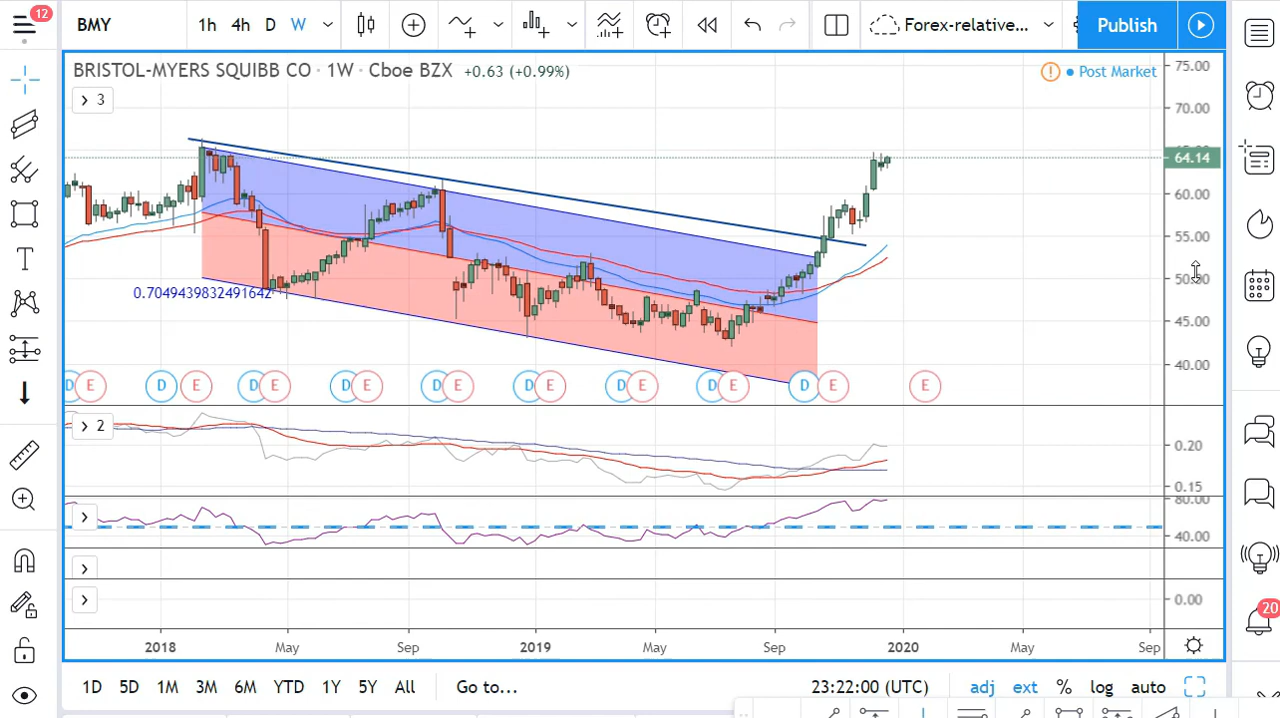 12
BMY
1h 4h D W
Forex-relative...
Publish
BRISTOL-MYERS SQUIBB CO · 1W · Cboe BZX +0.63 (+0.99%)
Post Market
3
75.00
70.00
64.14
60.00
55.00
50.00
45.00
40.00
0.704943983249164
D E D E D E D E D E D E D E D E D E E
2
0.20
0.15
80.00
40.00
0.00
20
2018 May Sep 2019 May Sep 2020 May Sep
1D 5D 1M 3M 6M YTD 1Y 5Y All Go to... 23:22:00 (UTC) adj ext % log auto
T